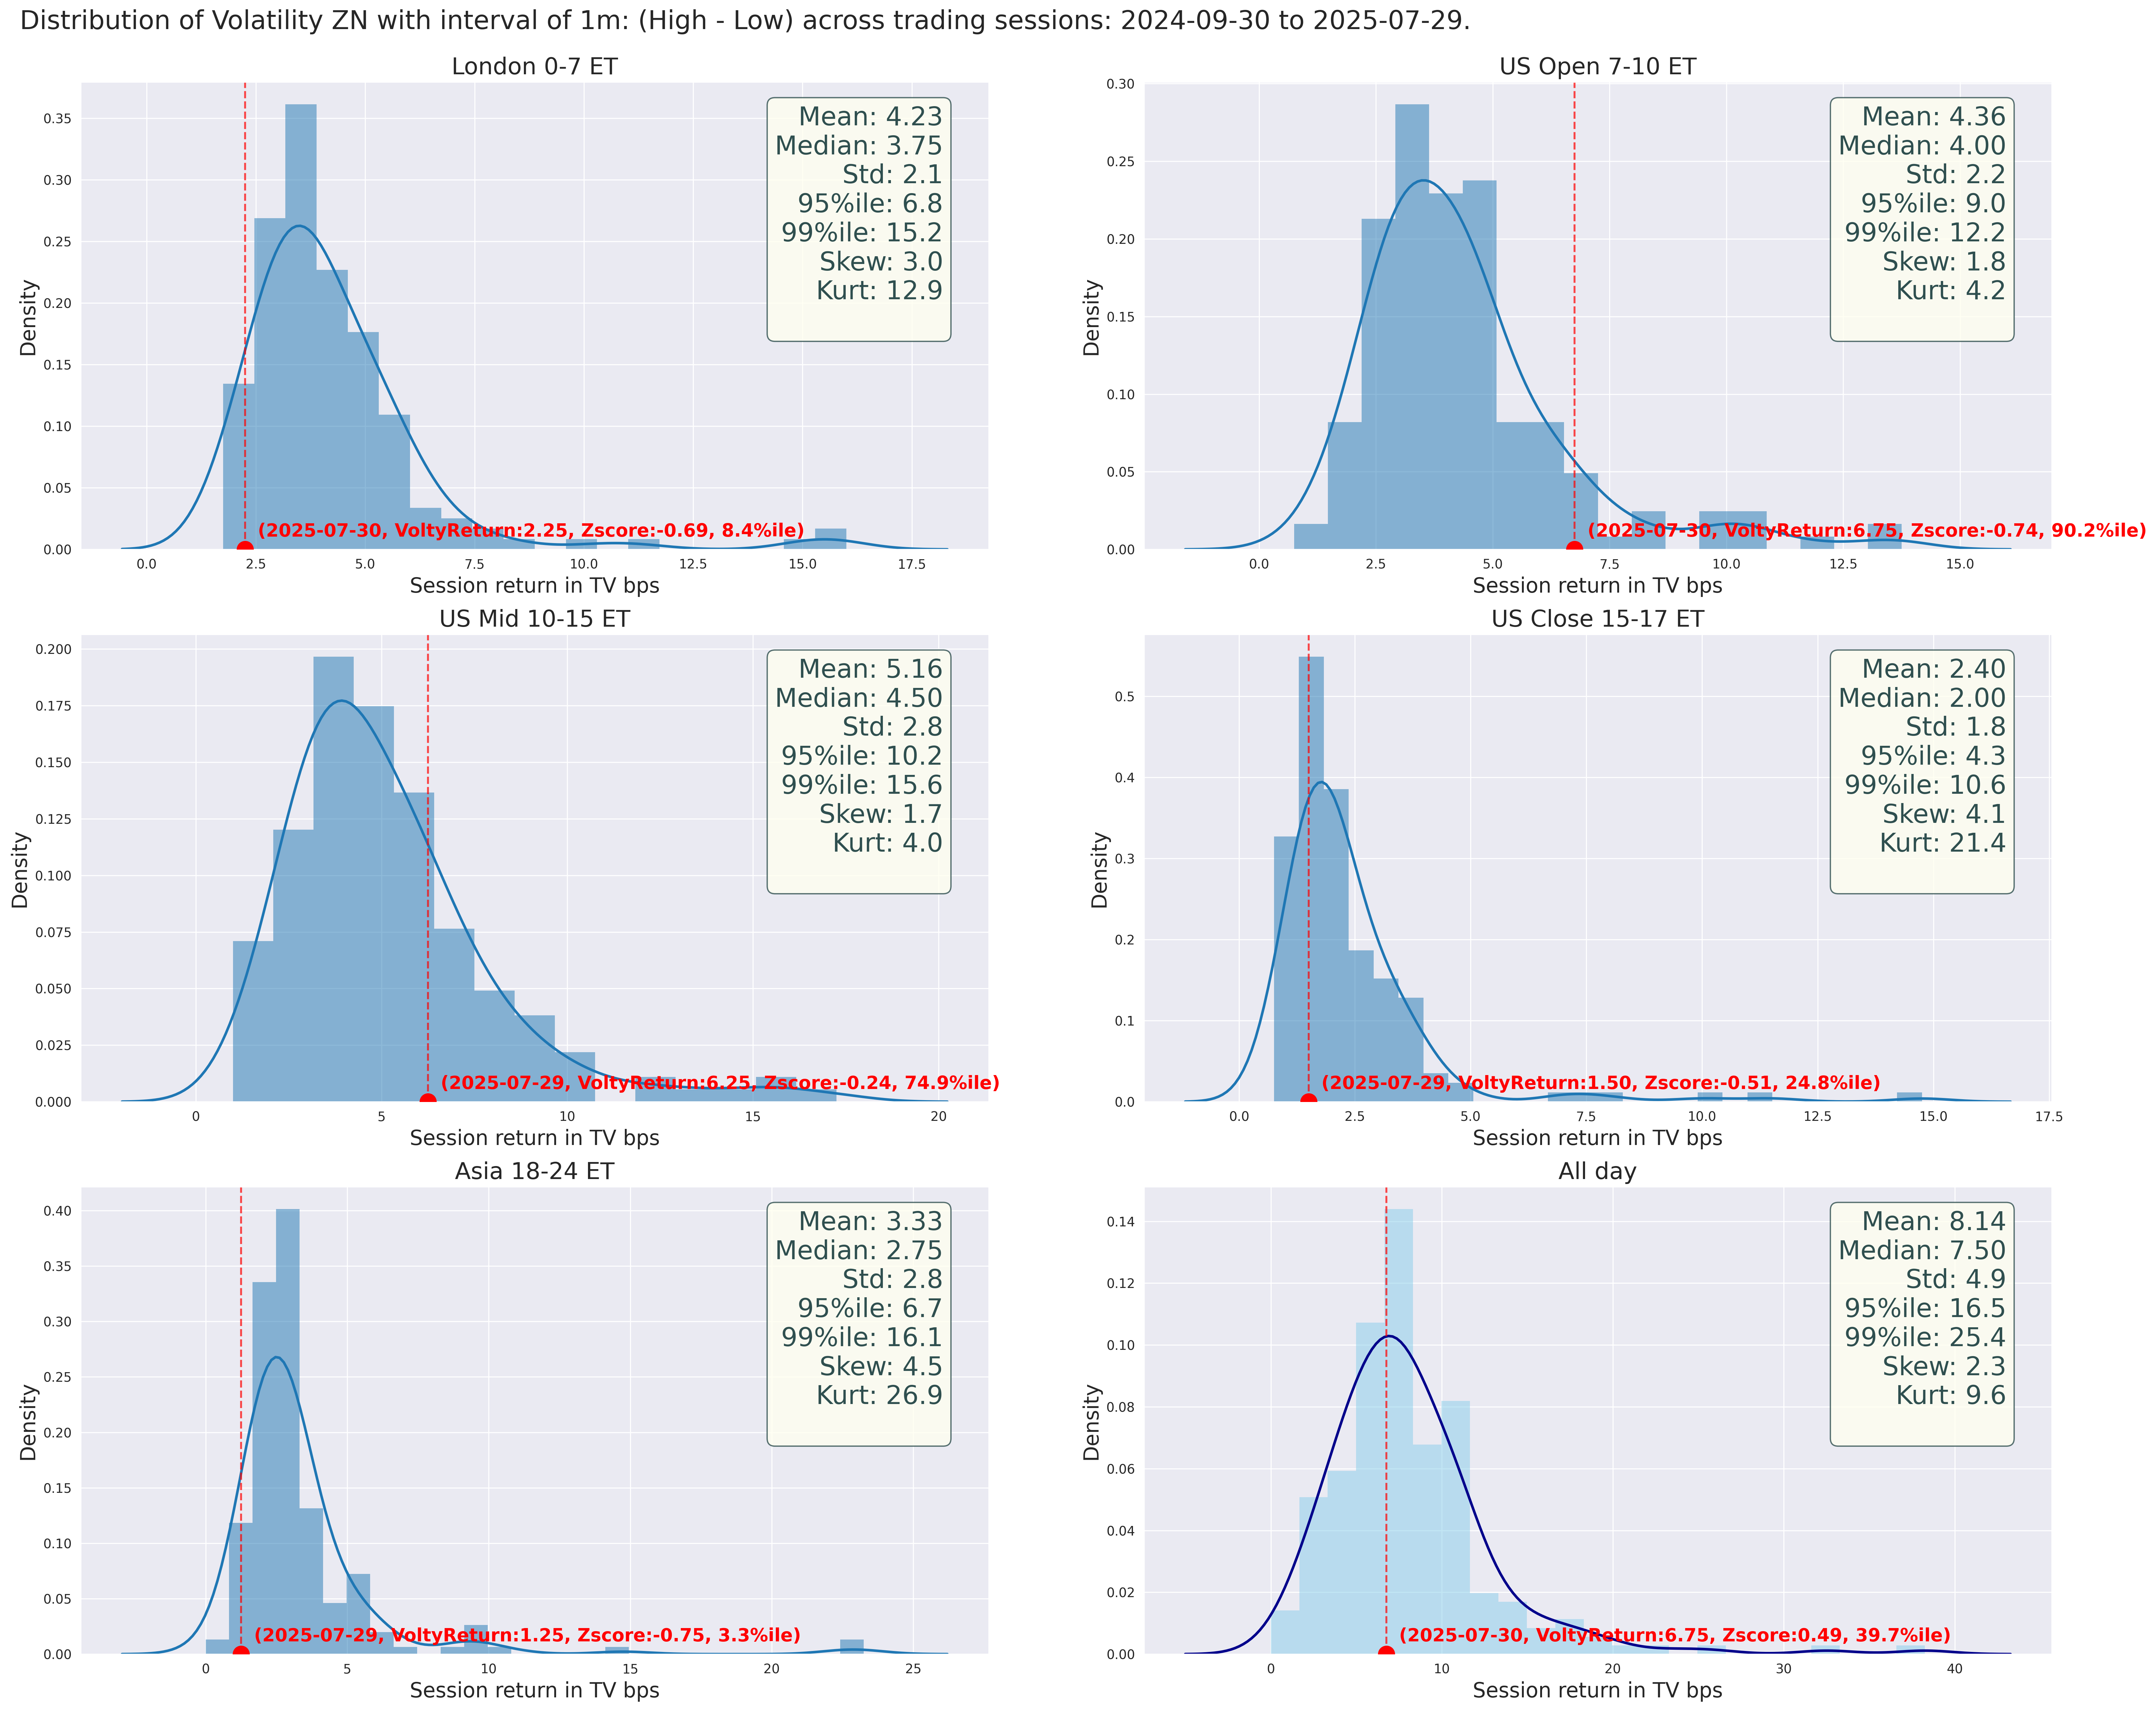 Distribution of Volatility ZN with interval of 1m: (High - Low) across trading sessions: 2024-09-30 to 2025-07-29.
London 0-7 ET
Density
0.35
0.30
0.25
0.20
0.15
0.10
0.05
0.00
Mean: 4.23
Median: 3.75
Std: 2.1
95%ile: 6.8
99%ile: 15.2
Skew: 3.0
Kurt: 12.9
(2025-07-30, VoltyReturn:2.25, Zscore:-0.69, 8.4%ile)
0.0 2.5 5.0 7.5 10.0 12.5 15.0 17.5
Session return in TV bps
US Open 7-10 ET
Density
0.30
0.25
0.20
0.15
0.10
0.05
0.00
Mean: 4.36
Median: 4.00
Std: 2.2
95%ile: 9.0
99%ile: 12.2
Skew: 1.8
Kurt: 4.2
(2025-07-30, VoltyReturn:6.75, Zscore:-0.74, 90.2%ile)
0.0 2.5 5.0 7.5 10.0 12.5 15.0
Session return in TV bps
US Mid 10-15 ET
Density
0.200
0.175
0.150
0.125
0.100
0.075
0.050
0.025
0.000
Mean: 5.16
Median: 4.50
Std: 2.8
95%ile: 10.2
99%ile: 15.6
Skew: 1.7
Kurt: 4.0
(2025-07-29, VoltyReturn:6.25, Zscore:-0.24, 74.9%ile)
0 5 10 15 20
Session return in TV bps
US Close 15-17 ET
Density
0.5
0.4
0.3
0.2
0.1
0.0
Mean: 2.40
Median: 2.00
Std: 1.8
95%ile: 4.3
99%ile: 10.6
Skew: 4.1
Kurt: 21.4
(2025-07-29, VoltyReturn:1.50, Zscore:-0.51, 24.8%ile)
0.0 2.5 5.0 7.5 10.0 12.5 15.0 17.5
Session return in TV bps
Asia 18-24 ET
Density
0.40
0.35
0.30
0.25
0.20
0.15
0.10
0.05
0.00
Mean: 3.33
Median: 2.75
Std: 2.8
95%ile: 6.7
99%ile: 16.1
Skew: 4.5
Kurt: 26.9
(2025-07-29, VoltyReturn:1.25, Zscore:-0.75, 3.3%ile)
0 5 10 15 20 25
Session return in TV bps
All day
Density
0.14
0.12
0.10
0.08
0.06
0.04
0.02
0.00
Mean: 8.14
Median: 7.50
Std: 4.9
95%ile: 16.5
99%ile: 25.4
Skew: 2.3
Kurt: 9.6
(2025-07-30, VoltyReturn:6.75, Zscore:0.49, 39.7%ile)
0 10 20 30 40
Session return in TV bps